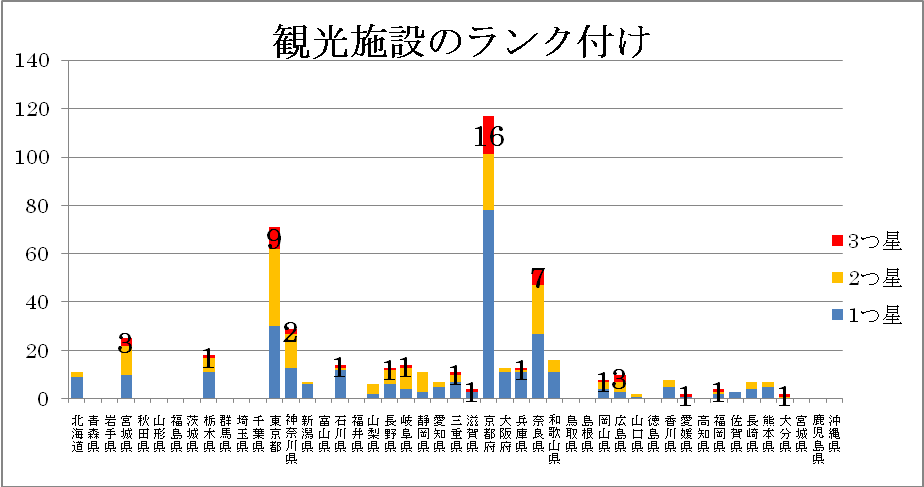 観光施設のランク付け
140
120
100
80
60
40
20
0
3
1
9
2
1
1
1
1
1
16
1
7
1
3
1
1
1
3つ星
2つ星
1つ星
北海道
青森県
岩手県
宮城県
秋田県
山形県
福島県
茨城県
栃木県
群馬県
埼玉県
千葉県
東京都
神奈川県
新潟県
富山県
石川県
福井県
山梨県
長野県
岐阜県
静岡県
愛知県
三重県
滋賀県
京都府
大阪府
兵庫県
奈良県
和歌山県
鳥取県
島根県
岡山県
広島県
山口県
徳島県
香川県
愛媛県
高知県
福岡県
佐賀県
長崎県
熊本県
大分県
宮城県
鹿児島県
沖縄県